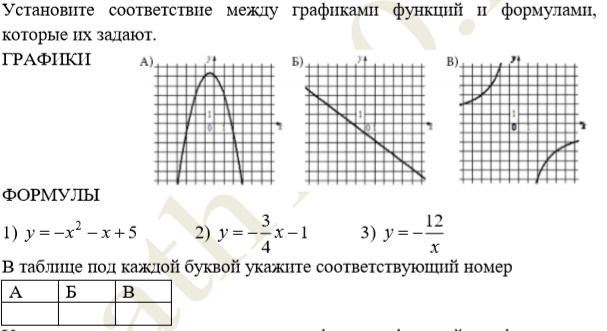 Установите соответствие между графиками функций и формулами,
которые их задают.
ГРАФИКИ А) Б) В)
ФОРМУЛЫ
1) y = −x² − x + 5 2) y = −3/4 x − 1 3) y = −12/x
В таблице под каждой буквой укажите соответствующий номер
А Б В